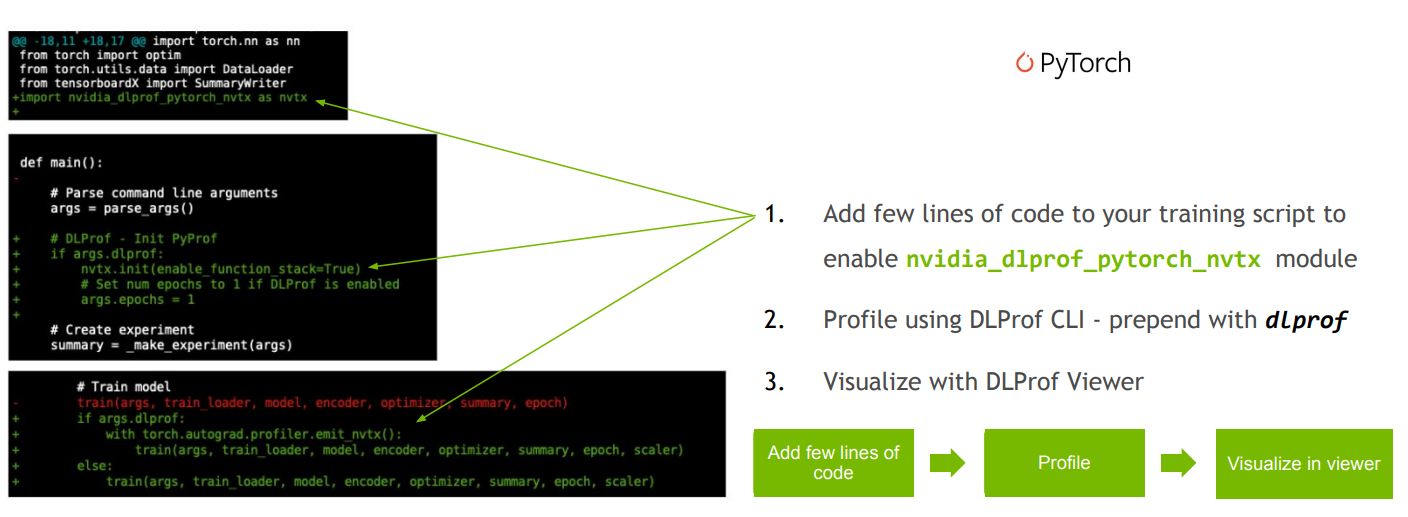 @@ -18,11 +18,17 @@ import torch.nn as nn
from torch import optim
from torch.utils.data import DataLoader
from tensorboardX import SummaryWriter
+import nvidia_dlprof_pytorch_nvtx as nvtx
+
def main():
-
# Parse command line arguments
args = parse_args()
+ # DLProf - Init PyProf
+ if args.dlprof:
+ nvtx.init(enable_function_stack=True)
+ # Set num epochs to 1 if DLProf is enabled
+ args.epochs = 1
+
# Create experiment
summary = _make_experiment(args)
# Train model
- train(args, train_loader, model, encoder, optimizer, summary, epoch)
+ if args.dlprof:
+ with torch.autograd.profiler.emit_nvtx():
+ train(args, train_loader, model, encoder, optimizer, summary, epoch, scaler)
+ else:
+ train(args, train_loader, model, encoder, optimizer, summary, epoch, scaler)
PyTorch
1. Add few lines of code to your training script to
enable nvidia_dlprof_pytorch_nvtx module
2. Profile using DLProf CLI - prepend with dlprof
3. Visualize with DLProf Viewer
Add few lines of
code
Profile
Visualize in viewer